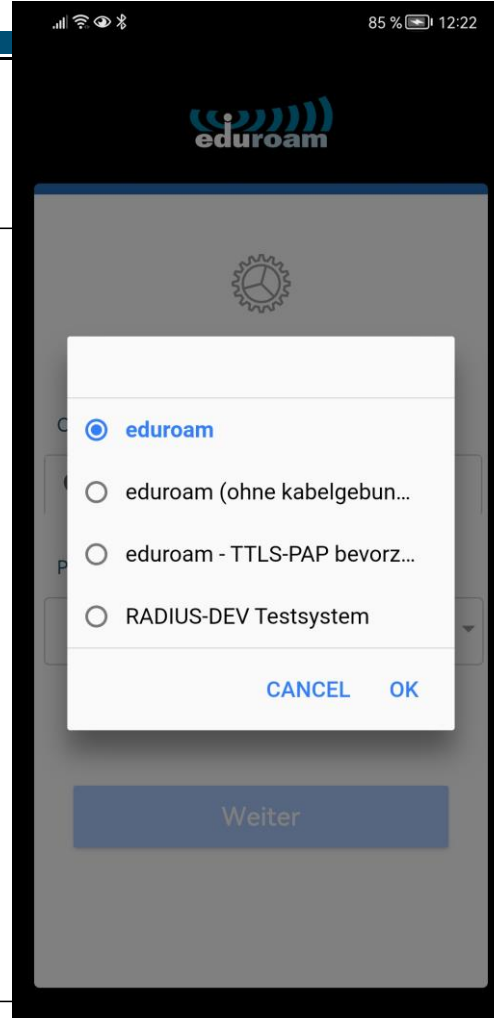 85 % 12:22
eduroam
eduroam
eduroam (ohne kabelgebun...
eduroam - TTLS-PAP bevorz...
RADIUS-DEV Testsystem
CANCEL OK
Weiter